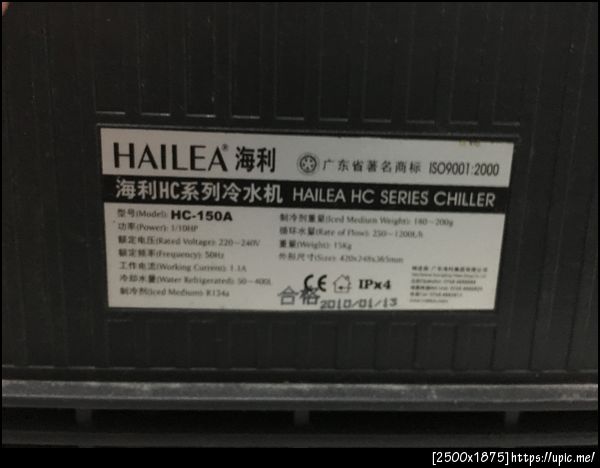 HAILEA® 海利 广东省著名商标 ISO9001:2000
海利HC系列冷水机 HAILEA HC SERIES CHILLER
型号(Model): HC-150A
功率(Power): 1/10HP
额定电压(Rated Voltage): 220~240V
额定频率(Frequency): 50Hz
工作电流(Working Current): 1.1A
冷却水量(Water Refrigerated): 50~400L
制冷剂(Iced Medium): R134a
制冷剂重量(Iced Medium Weight): 180~200g
循环水量(Rate of Flow): 250~1200L/h
重量(Weight): 15Kg
外形尺寸(Size): 420x248x365mm
CE IPx4
合格 2010/01/13
[2500x1875]https://upic.me/